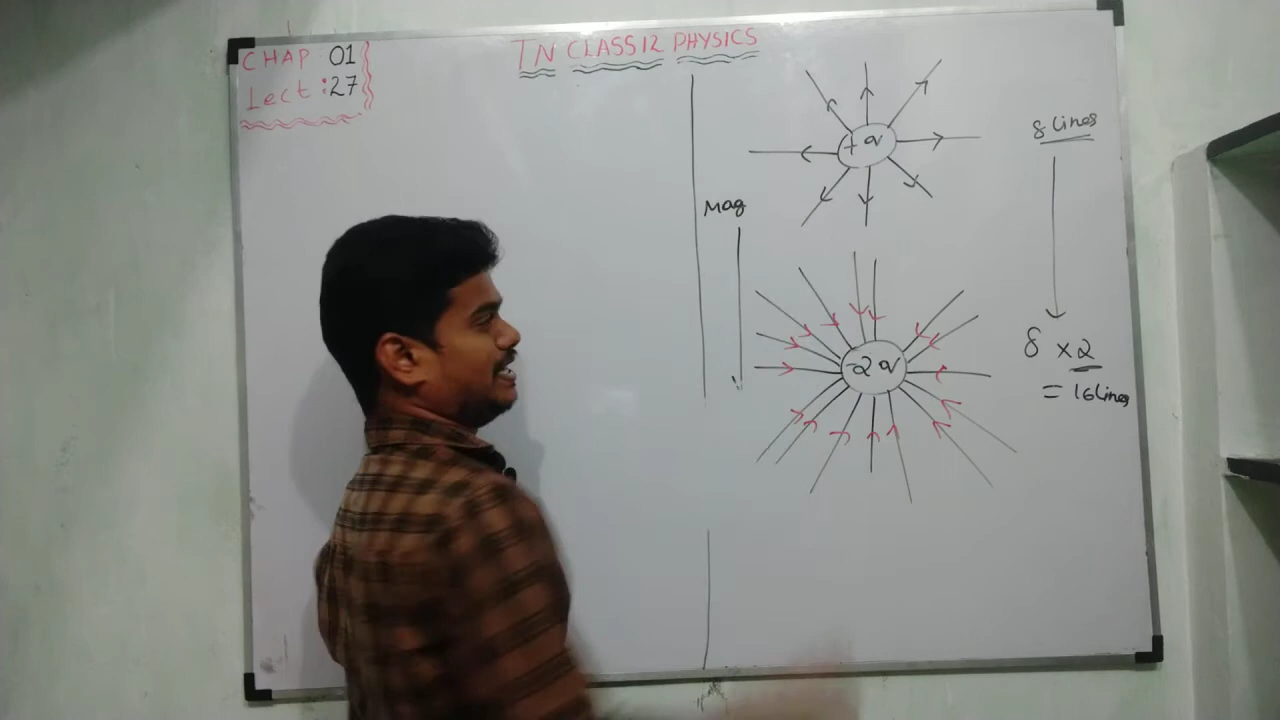 CHAP 01
Lect : 27
TN CLASS 12 PHYSICS
+q
8 Lines
Mag
-2q
8 × 2
= 16 Lines